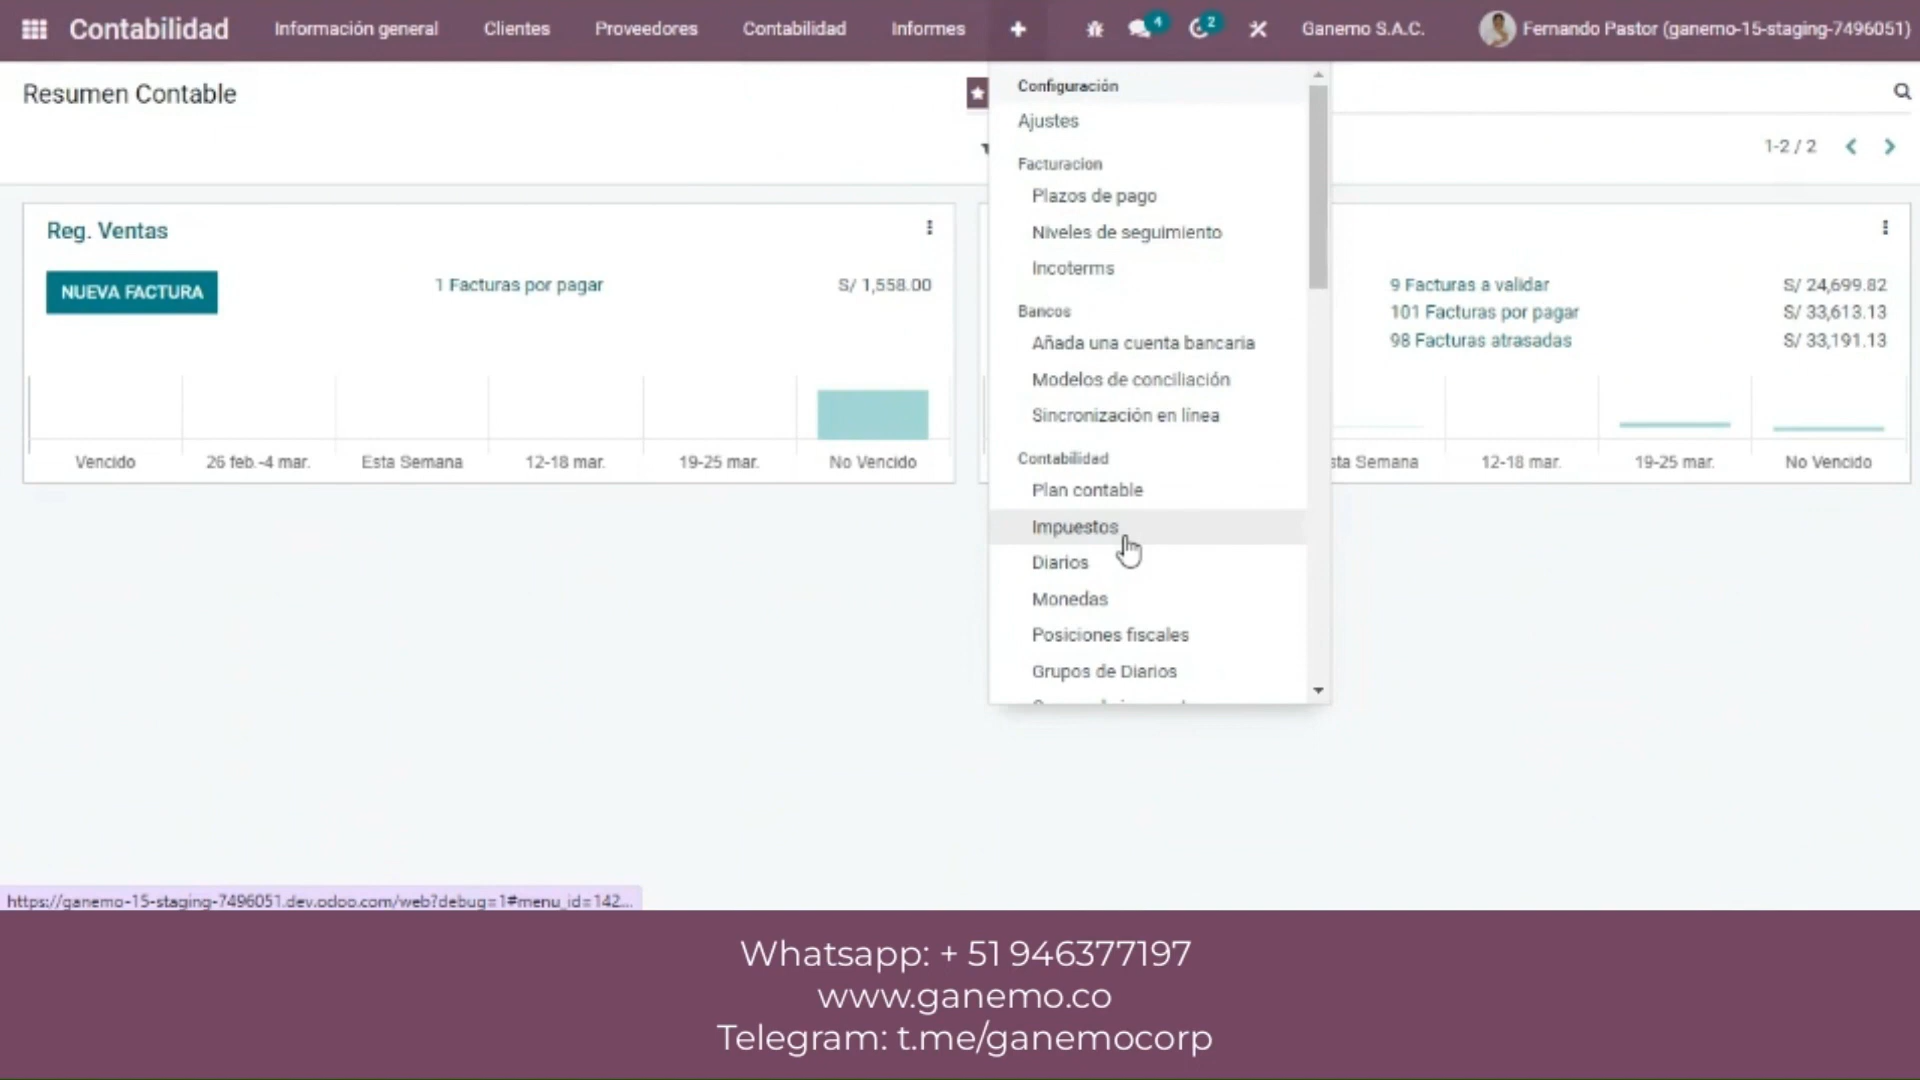 Contabilidad Información general Clientes Proveedores Contabilidad Informes 4 2 Ganemo S.A.C. Fernando Pastor (ganemo-15-staging-7496051)
Resumen Contable
1-2 / 2
Reg. Ventas
NUEVA FACTURA
1 Facturas por pagar S/ 1,558.00
Vencido 26 feb.-4 mar. Esta Semana 12-18 mar. 19-25 mar. No Vencido
Configuración
Ajustes
Facturacion
Plazos de pago
Niveles de seguimiento
Incoterms
Bancos
Añada una cuenta bancaria
Modelos de conciliación
Sincronización en línea
Contabilidad
Plan contable
Impuestos
Diarios
Monedas
Posiciones fiscales
Grupos de Diarios
9 Facturas a validar S/ 24,699.82
101 Facturas por pagar S/ 33,613.13
98 Facturas atrasadas S/ 33,191.13
sta Semana 12-18 mar. 19-25 mar. No Vencido
https://ganemo-15-staging-7496051.dev.odoo.com/web?debug=1#menu_id=142...
Whatsapp: + 51 946377197
www.ganemo.co
Telegram: t.me/ganemocorp